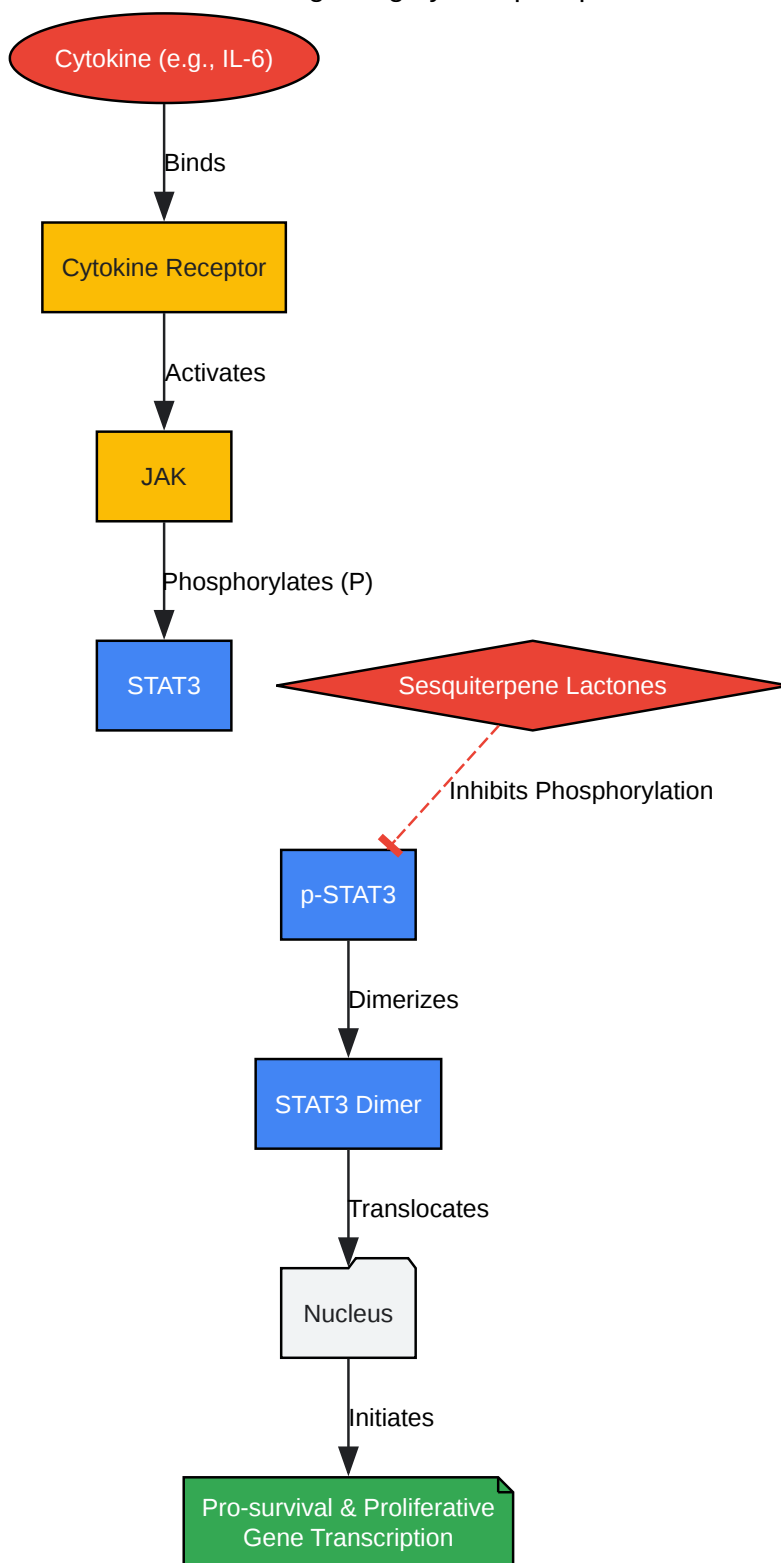 Cytokine (e.g., IL-6)
Binds
Cytokine Receptor
Activates
JAK
Phosphorylates (P)
STAT3
Sesquiterpene Lactones
Inhibits Phosphorylation
p-STAT3
Dimerizes
STAT3 Dimer
Translocates
Nucleus
Initiates
Pro-survival & Proliferative
Gene Transcription